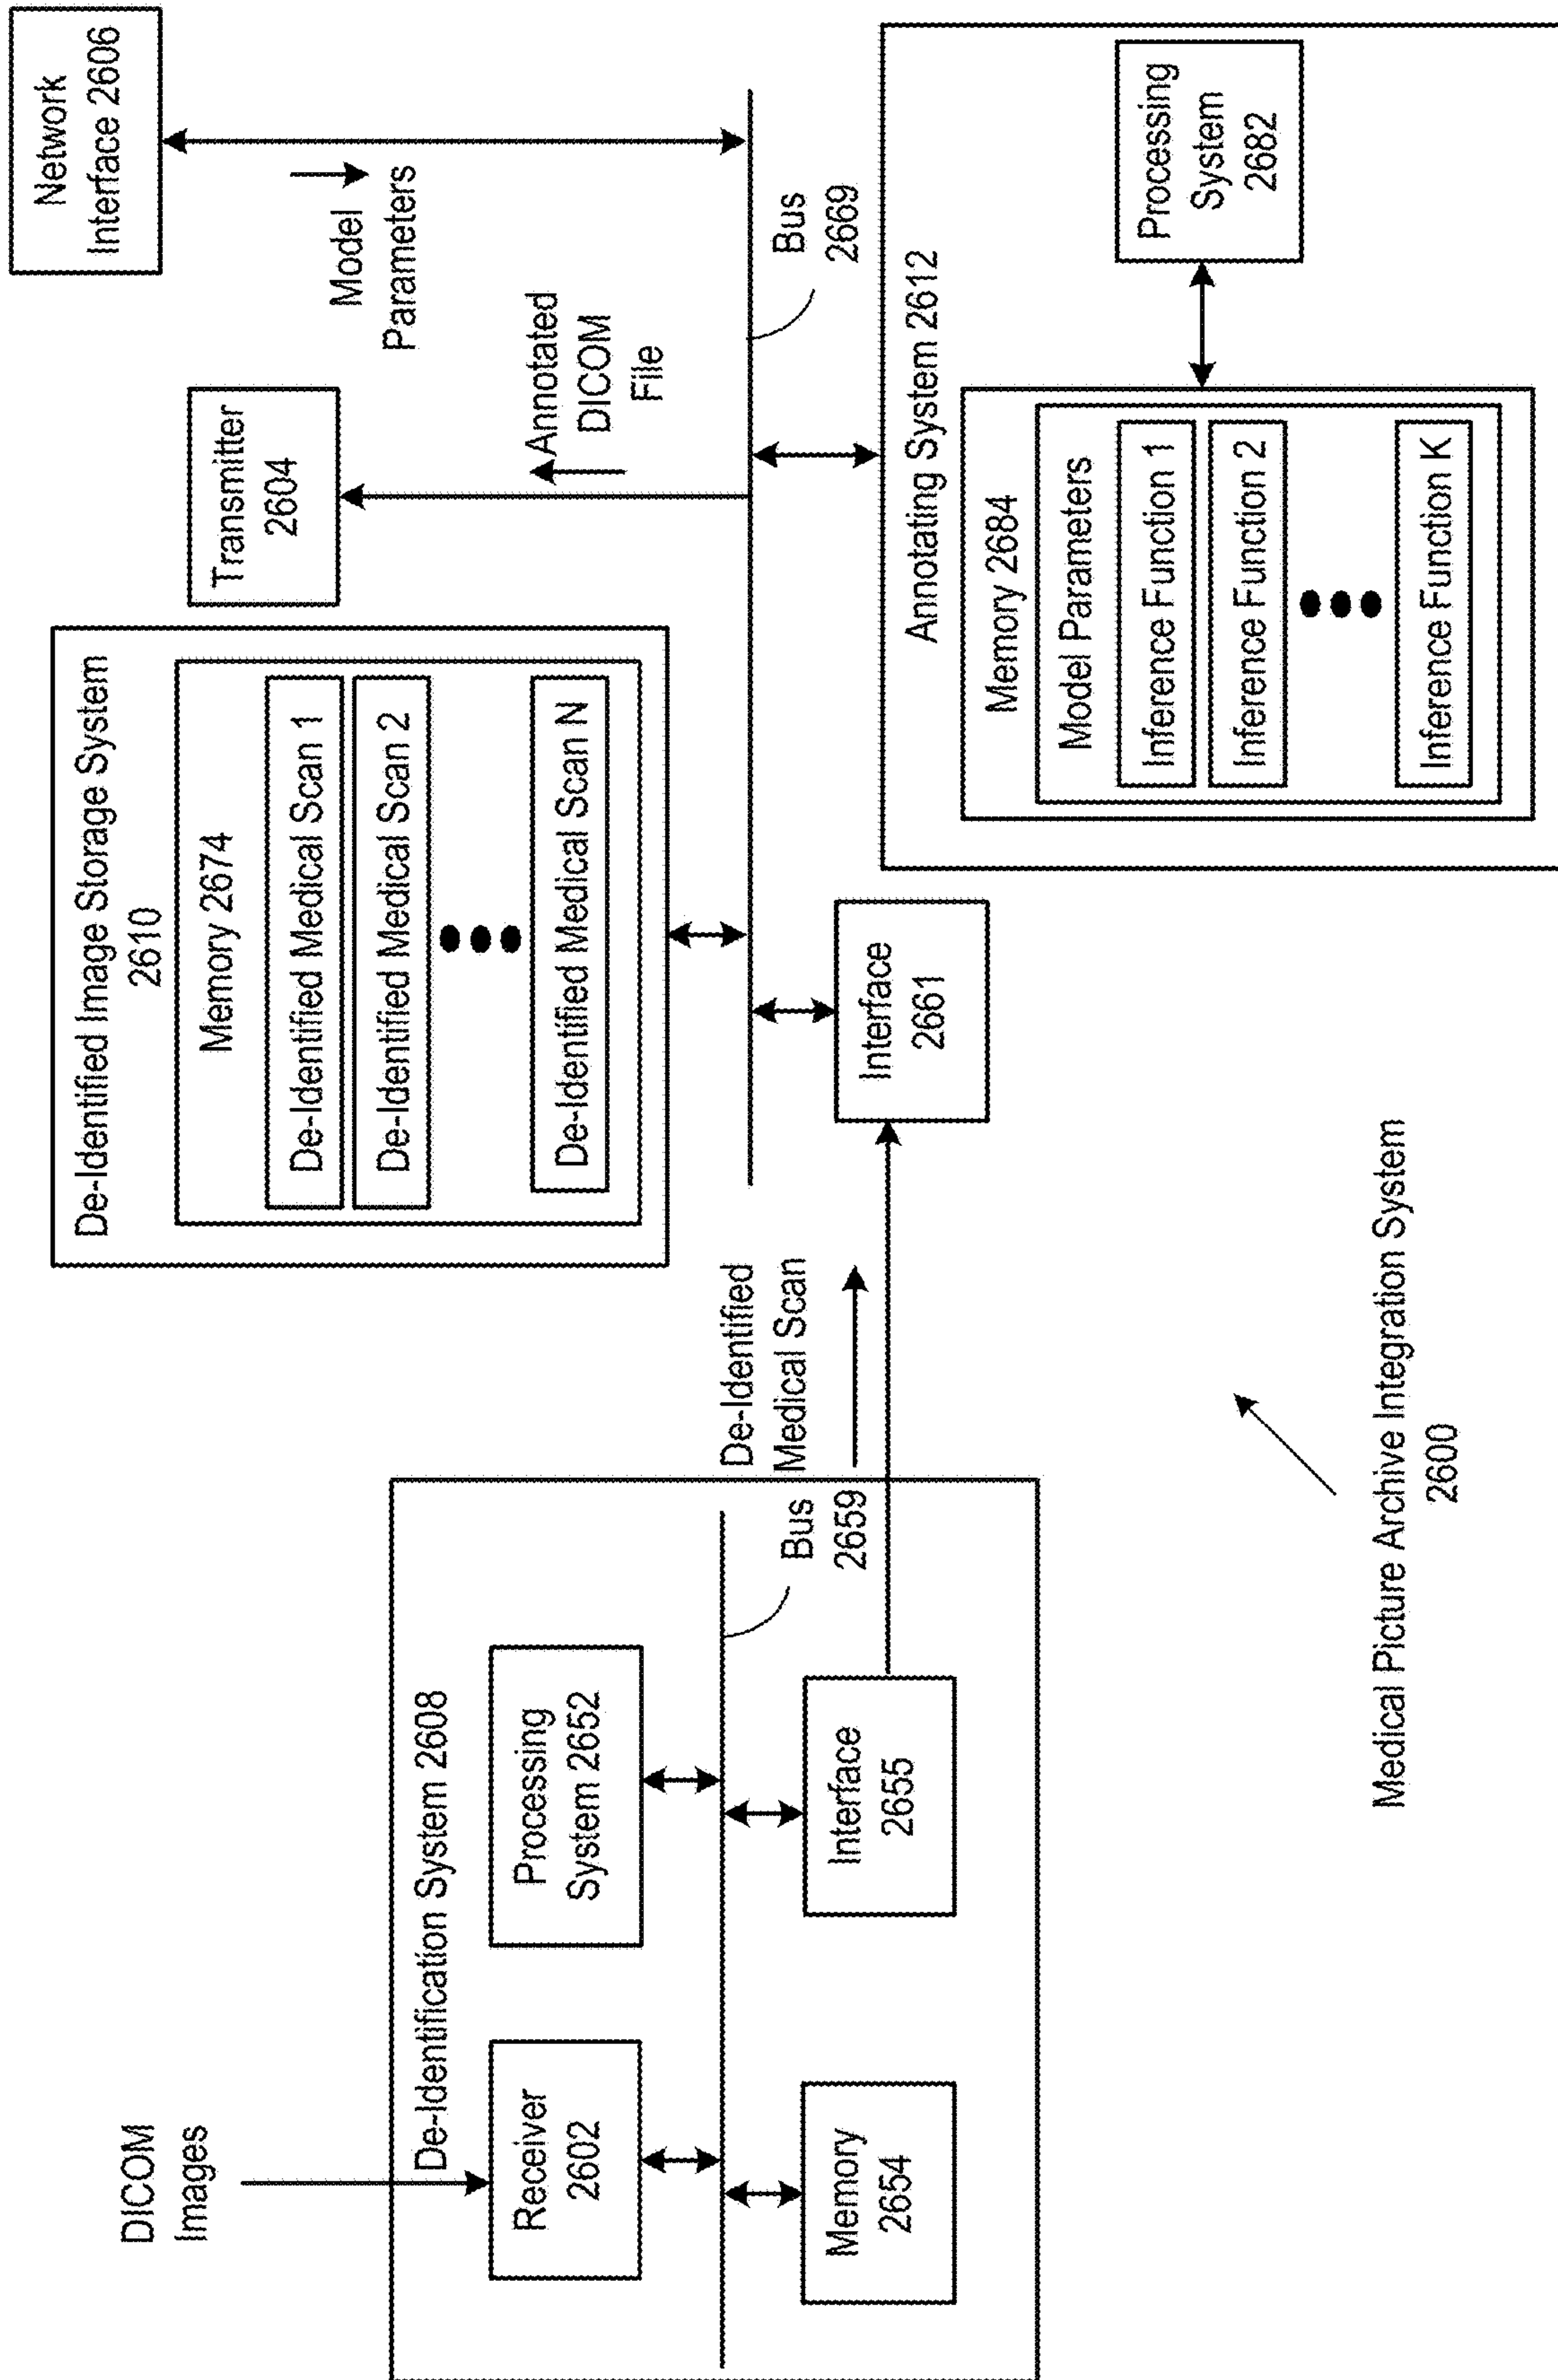 DICOM
Images
De-Identification System 2608
Receiver
2602
Processing
System 2652
Bus
2659
Memory
2654
Interface
2655
De-Identified
Medical Scan
De-Identified Image Storage System
2610
Memory 2674
De-Identified Medical Scan 1
De-Identified Medical Scan 2
De-Identified Medical Scan N
Interface
2661
Transmitter
2604
Annotated
DICOM
File
Network
Interface 2606
Model
Parameters
Bus
2669
Annotating System 2612
Memory 2684
Model Parameters
Inference Function 1
Inference Function 2
Inference Function K
Processing
System
2682
Medical Picture Archive Integration System
2600